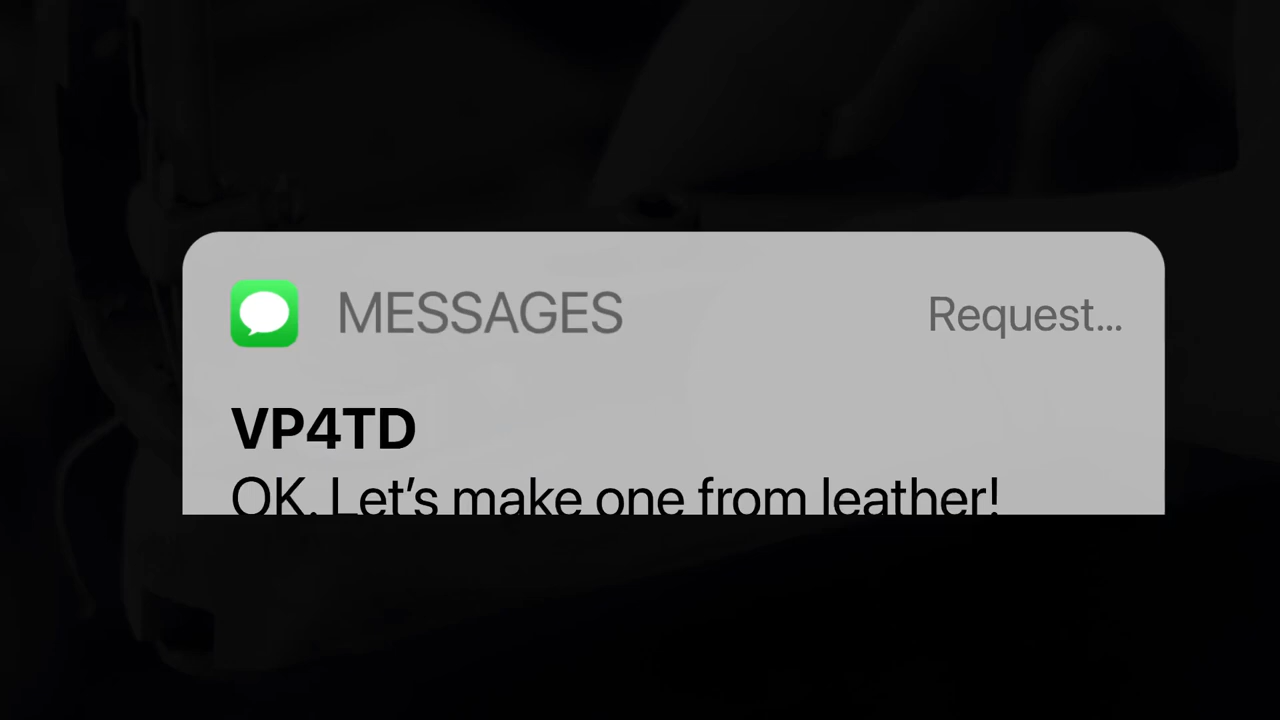 MESSAGES
Request...
VP4TD
OK. Let’s make one from leather!